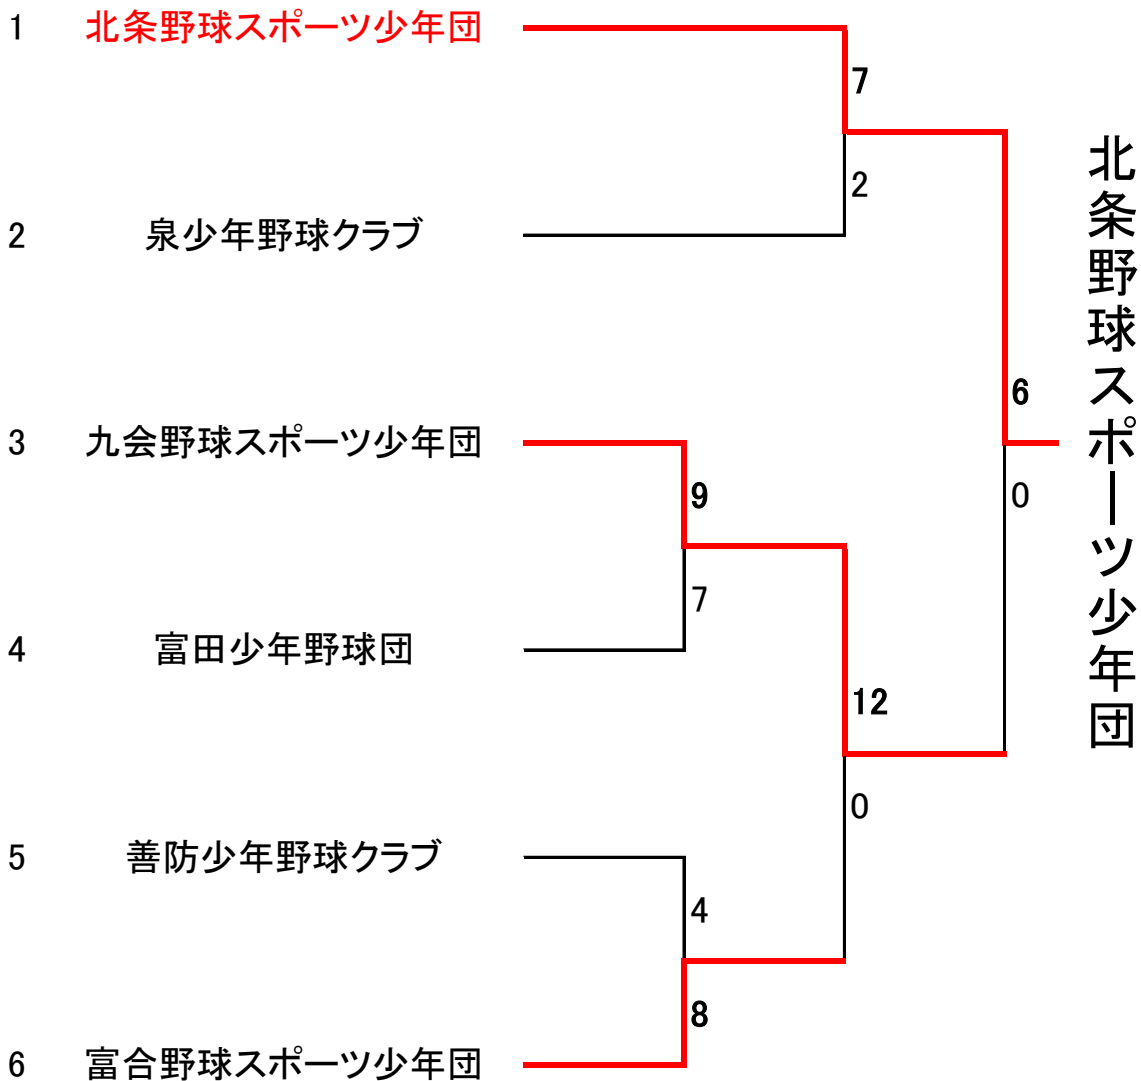 1 北条野球スポーツ少年団
7
2
2 泉少年野球クラブ
6
3 九会野球スポーツ少年団
9
0
7
4 富田少年野球団
12
0
5 善防少年野球クラブ
4
8
6 富合野球スポーツ少年団
北条野球スポーツ少年団